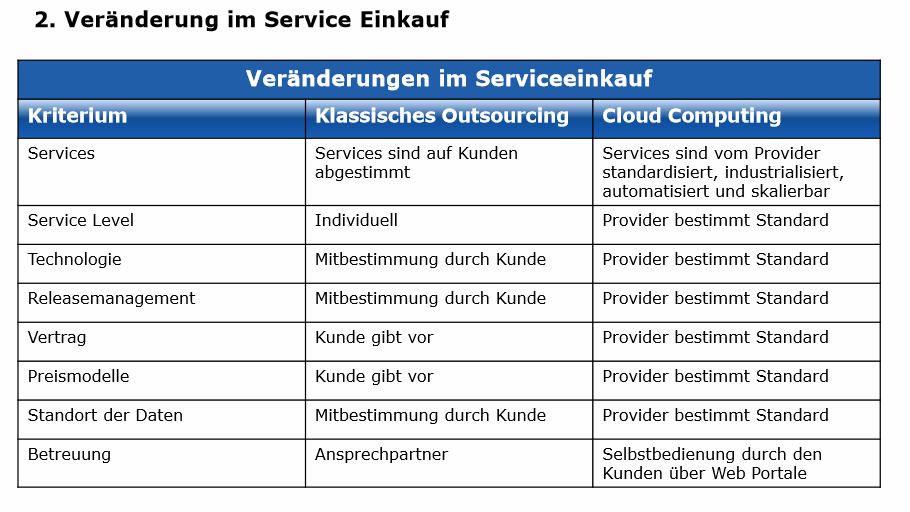 2. Veränderung im Service Einkauf
Veränderungen im Serviceeinkauf
Kriterium Klassisches Outsourcing Cloud Computing
Services Services sind auf Kunden abgestimmt Services sind vom Provider standardisiert, industrialisiert, automatisiert und skalierbar
Service Level Individuell Provider bestimmt Standard
Technologie Mitbestimmung durch Kunde Provider bestimmt Standard
Releasemanagement Mitbestimmung durch Kunde Provider bestimmt Standard
Vertrag Kunde gibt vor Provider bestimmt Standard
Preismodelle Kunde gibt vor Provider bestimmt Standard
Standort der Daten Mitbestimmung durch Kunde Provider bestimmt Standard
Betreuung Ansprechpartner Selbstbedienung durch den Kunden über Web Portale